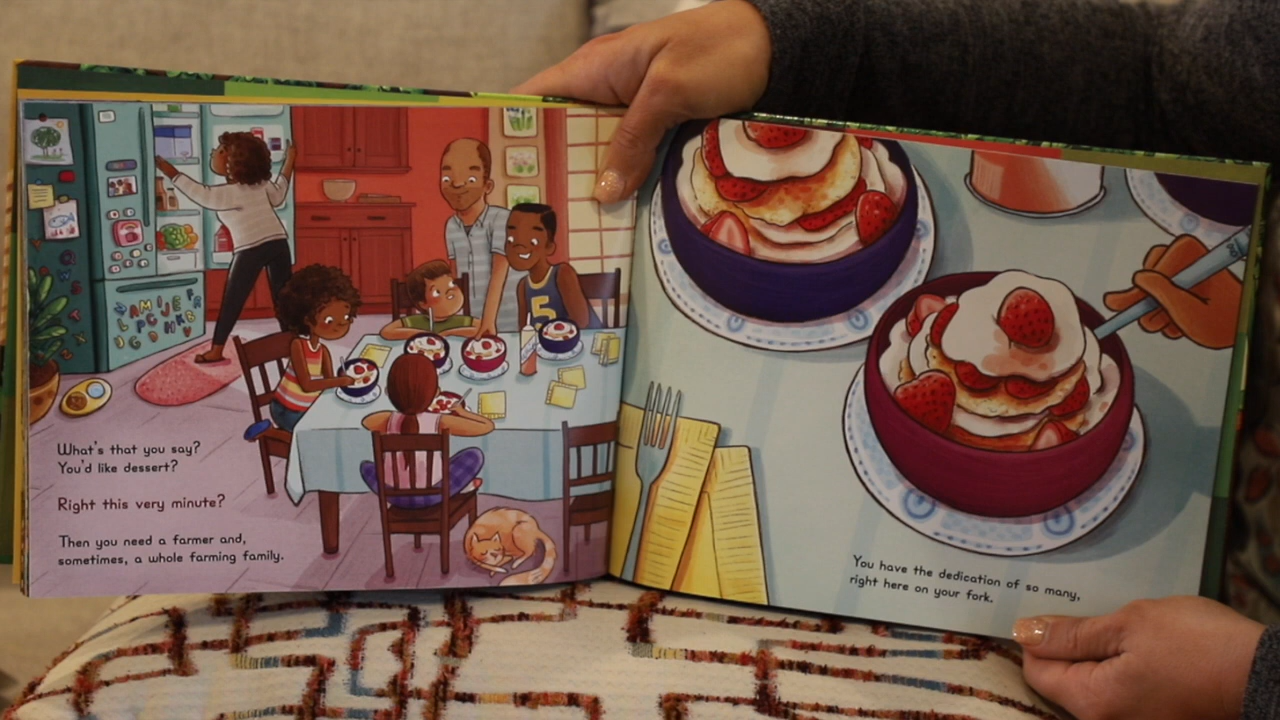 What's that you say?
You'd like dessert?
Right this very minute?
Then you need a farmer and,
sometimes, a whole farming family.
5
You have the dedication of so many,
right here on your fork.